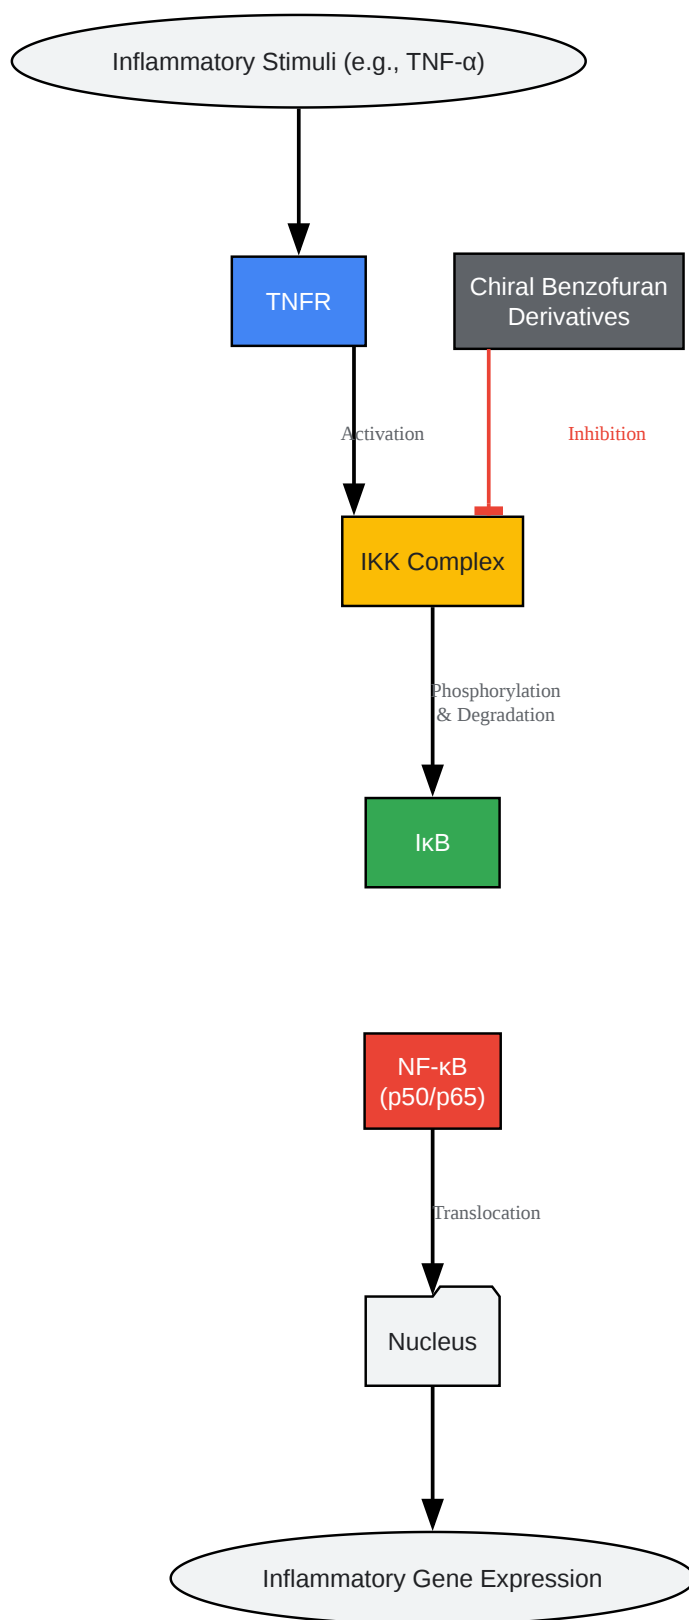 Inflammatory Stimuli (e.g., TNF-α)
TNFR
Chiral Benzofuran
Derivatives
Activation
Inhibition
IKK Complex
Phosphorylation
& Degradation
IκB
NF-κB
(p50/p65)
Translocation
Nucleus
Inflammatory Gene Expression